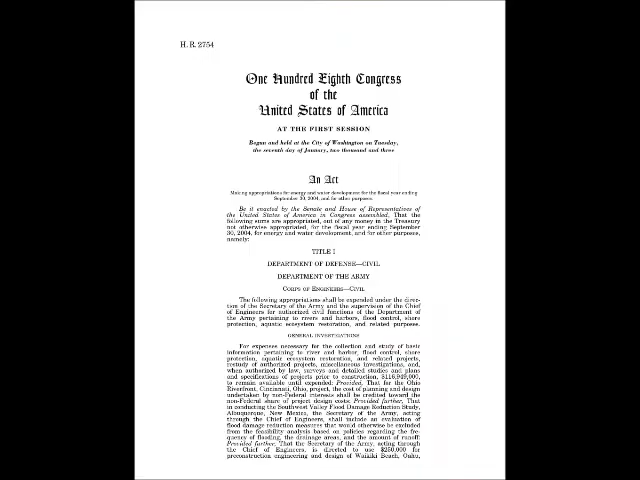 H. R. 2754
One Hundred Eighth Congress
of the
United States of America
AT THE FIRST SESSION
Begun and held at the City of Washington on Tuesday,
the seventh day of January, two thousand and three
An Act
Making appropriations for energy and water development for the fiscal year ending
September 30, 2004, and for other purposes.
Be it enacted by the Senate and House of Representatives of
the United States of America in Congress assembled, That the
following sums are appropriated, out of any money in the Treasury
not otherwise appropriated, for the fiscal year ending September
30, 2004, for energy and water development, and for other purposes,
namely:
TITLE I
DEPARTMENT OF DEFENSE—CIVIL
DEPARTMENT OF THE ARMY
CORPS OF ENGINEERS—CIVIL
The following appropriations shall be expended under the direc-
tion of the Secretary of the Army and the supervision of the Chief
of Engineers for authorized civil functions of the Department of
the Army pertaining to rivers and harbors, flood control, shore
protection, aquatic ecosystem restoration, and related purposes.
GENERAL INVESTIGATIONS
For expenses necessary for the collection and study of basic
information pertaining to river and harbor, flood control, shore
protection, aquatic ecosystem restoration, and related projects,
restudy of authorized projects, miscellaneous investigations, and,
when authorized by law, surveys and detailed studies and plans
and specifications of projects prior to construction, $116,949,000,
to remain available until expended: Provided, That for the Ohio
Riverfront, Cincinnati, Ohio, project, the cost of planning and design
undertaken by non-Federal interests shall be credited toward the
non-Federal share of project design costs: Provided further, That
in conducting the Southwest Valley Flood Damage Reduction Study,
Albuquerque, New Mexico, the Secretary of the Army, acting
through the Chief of Engineers, shall include an evaluation of
flood damage reduction measures that would otherwise be excluded
from the feasibility analysis based on policies regarding the fre-
quency of flooding, the drainage areas, and the amount of runoff:
Provided further, That the Secretary of the Army, acting through
the Chief of Engineers, is directed to use $250,000 for
preconstruction engineering and design of Waikiki Beach, Oahu,